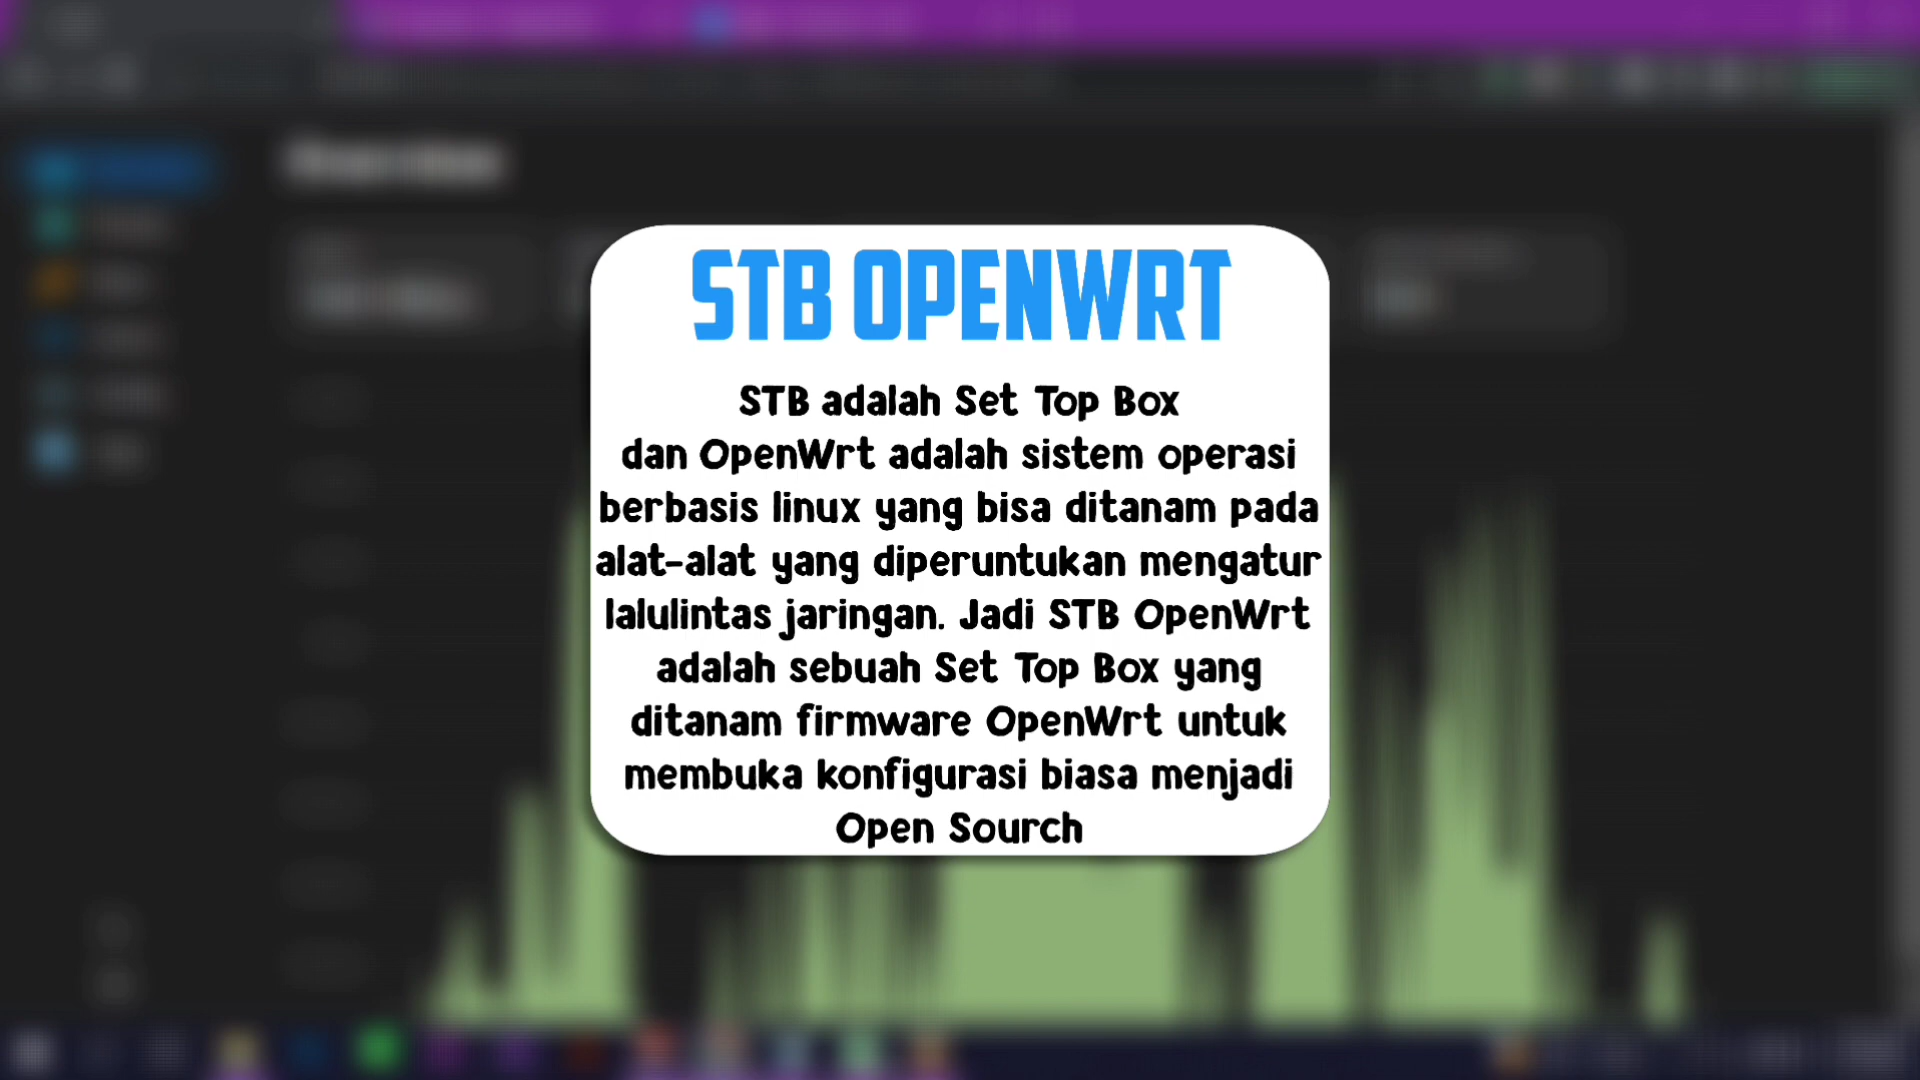 STB OPENWRT
STB adalah Set Top Box
dan OpenWrt adalah sistem operasi
berbasis linux yang bisa ditanam pada
alat-alat yang diperuntukan mengatur
lalulintas jaringan. Jadi STB OpenWrt
adalah sebuah Set Top Box yang
ditanam firmware OpenWrt untuk
membuka konfigurasi biasa menjadi
Open Sourch